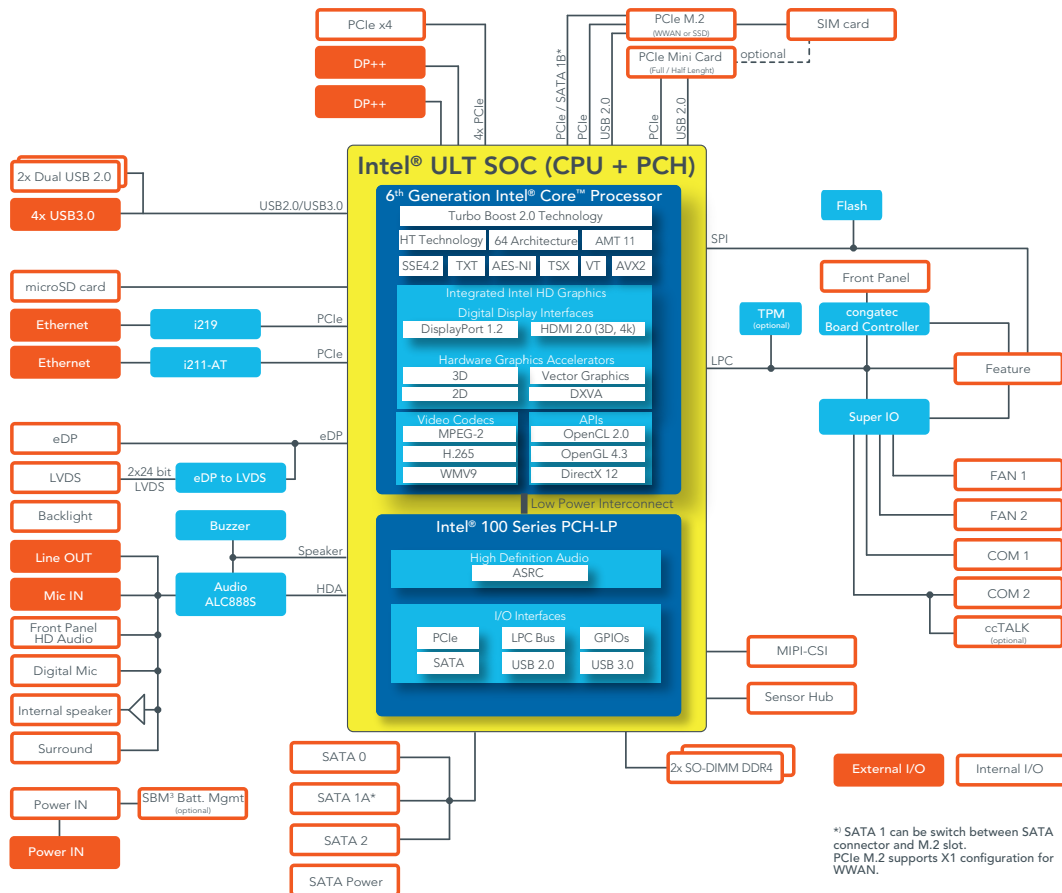 PCIe x4
DP++
DP++
4x PCIe
PCIe / SATA 1B*
PCIe
USB 2.0
PCIe
USB 2.0
PCIe M.2
(WWAN or SSD)
SIM card
PCIe Mini Card
(Full / Half Lenght)
optional
Intel® ULT SOC (CPU + PCH)
6th Generation Intel® Core™ Processor
Turbo Boost 2.0 Technology
HT Technology
64 Architecture
AMT 11
SSE4.2
TXT
AES-NI
TSX
VT
AVX2
Integrated Intel HD Graphics
Digital Display Interfaces
DisplayPort 1.2
HDMI 2.0 (3D, 4k)
Hardware Graphics Accelerators
3D
Vector Graphics
2D
DXVA
Video Codecs
MPEG-2
H.265
WMV9
APIs
OpenCL 2.0
OpenGL 4.3
DirectX 12
Low Power Interconnect
Intel® 100 Series PCH-LP
High Definition Audio
ASRC
I/O Interfaces
PCIe
LPC Bus
GPIOs
SATA
USB 2.0
USB 3.0
2x Dual USB 2.0
4x USB3.0
USB2.0/USB3.0
microSD card
Ethernet
i219
PCIe
Ethernet
i211-AT
PCIe
eDP
eDP
LVDS
2x24 bit
LVDS
eDP to LVDS
Backlight
Buzzer
Speaker
Line OUT
Mic IN
Audio
ALC888S
HDA
Front Panel
HD Audio
Digital Mic
Internal speaker
Surround
Power IN
SBM³ Batt. Mgmt
(optional)
Power IN
SATA 0
SATA 1A*
SATA 2
SATA Power
Flash
SPI
Front Panel
TPM
(optional)
congatec
Board Controller
LPC
Feature
Super IO
FAN 1
FAN 2
COM 1
COM 2
ccTALK
(optional)
MIPI-CSI
Sensor Hub
2x SO-DIMM DDR4
External I/O
Internal I/O
*) SATA 1 can be switch between SATA
connector and M.2 slot.
PCIe M.2 supports X1 configuration for
WWAN.